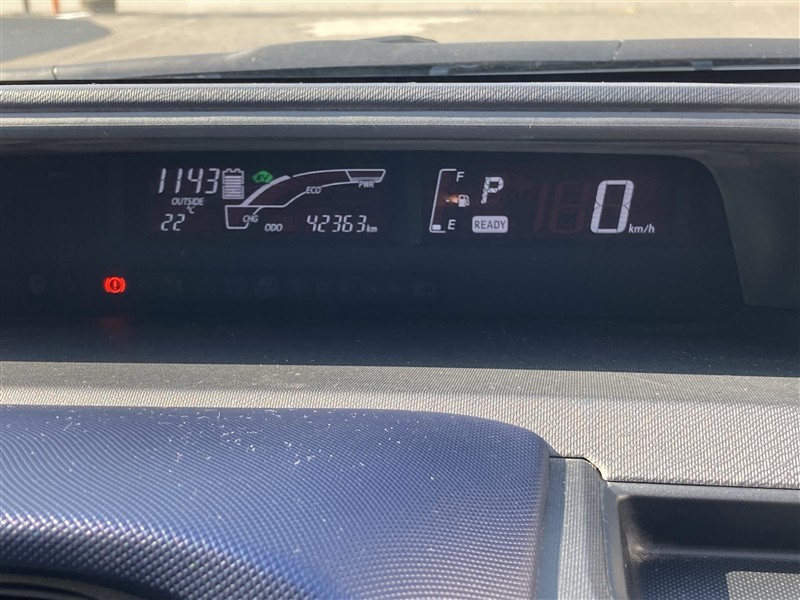 1143
OUTSIDE
22 °C
CHG
ECO
PWR
ODO 42363 km
F
E
P
READY
0 km/h